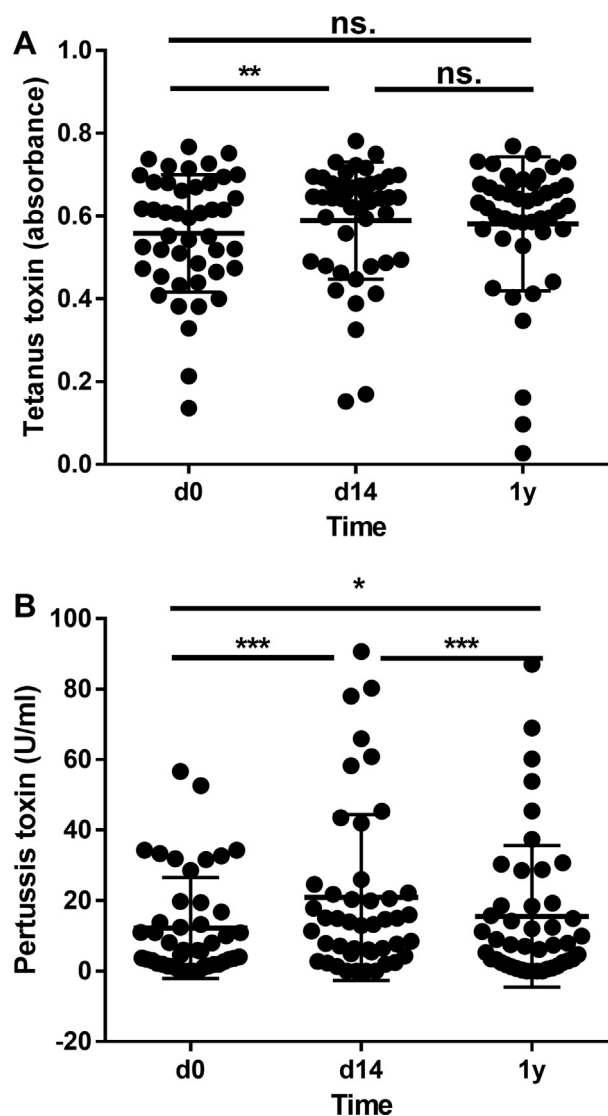 A
ns.
** ns.
Tetanus toxin (absorbance)
1.0
0.8
0.6
0.4
0.2
0.0
d0 d14 1y
Time
B
*
*** ***
Pertussis toxin (U/ml)
100
80
60
40
20
0
-20
d0 d14 1y
Time